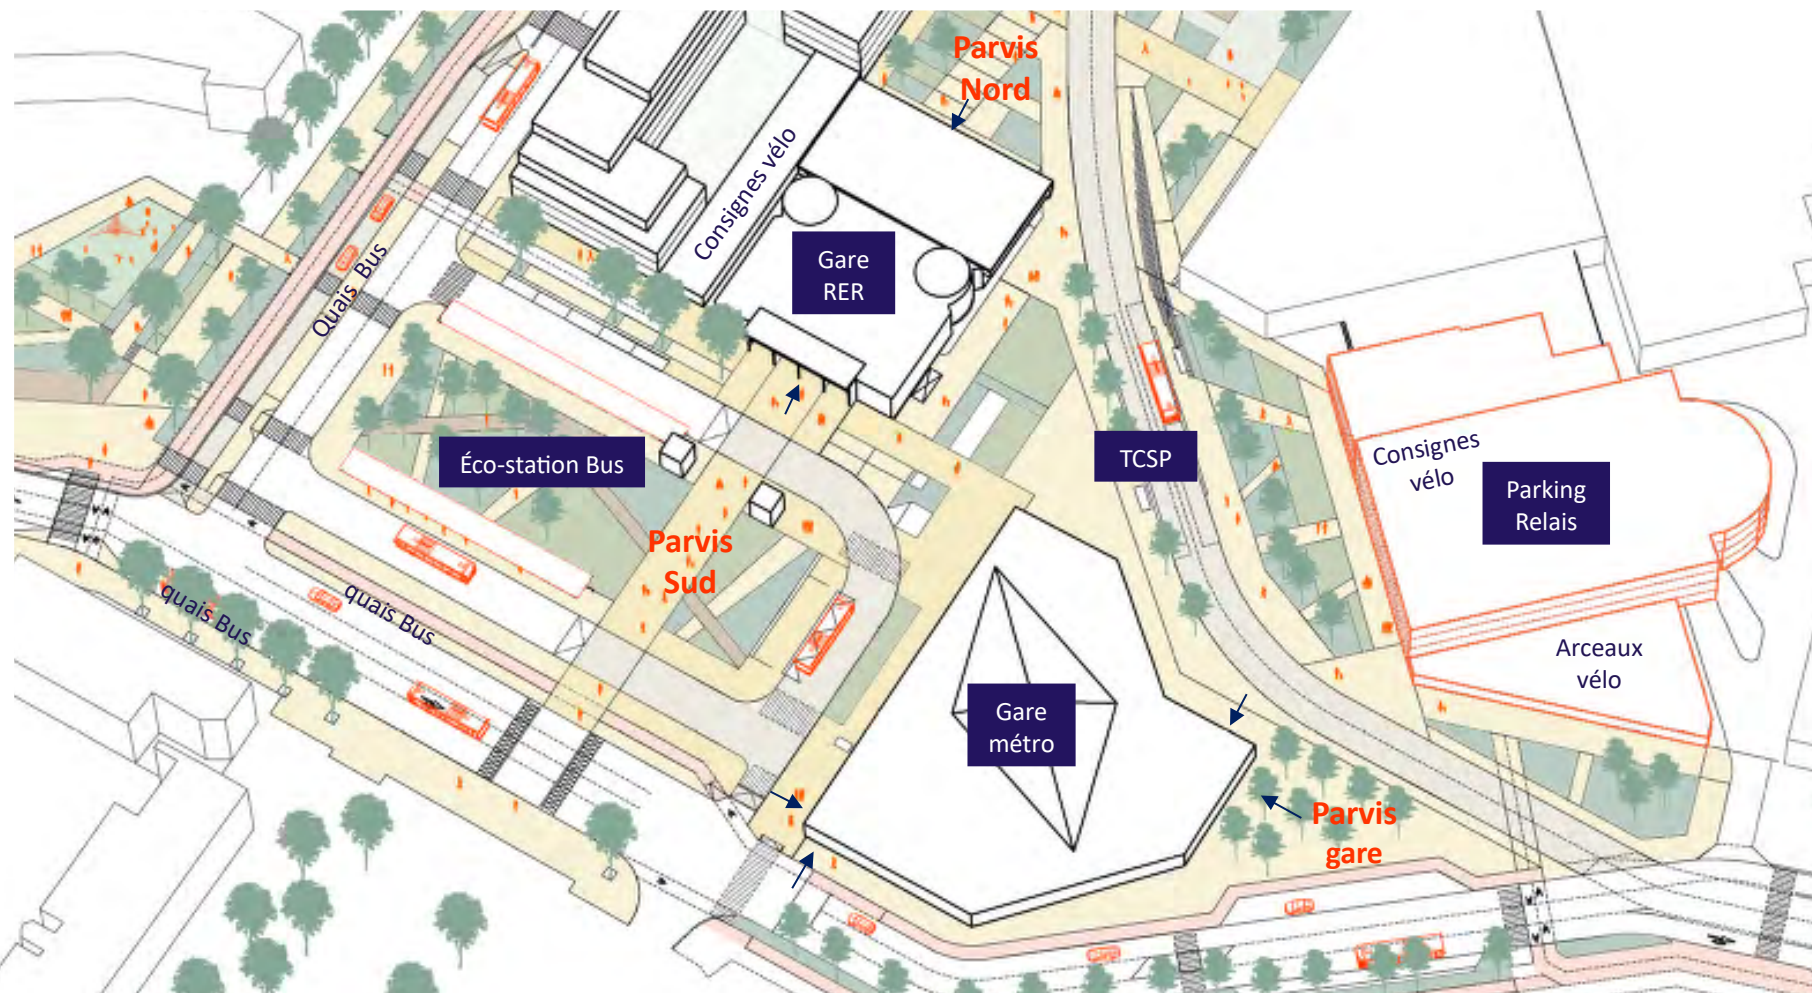 Parvis
Nord
Consignes vélo
Gare
RER
Quais Bus
Éco-station Bus
TCSP
Consignes
vélo
Parking
Relais
Parvis
Sud
quais Bus
quais Bus
Arceaux
vélo
Gare
métro
Parvis
gare